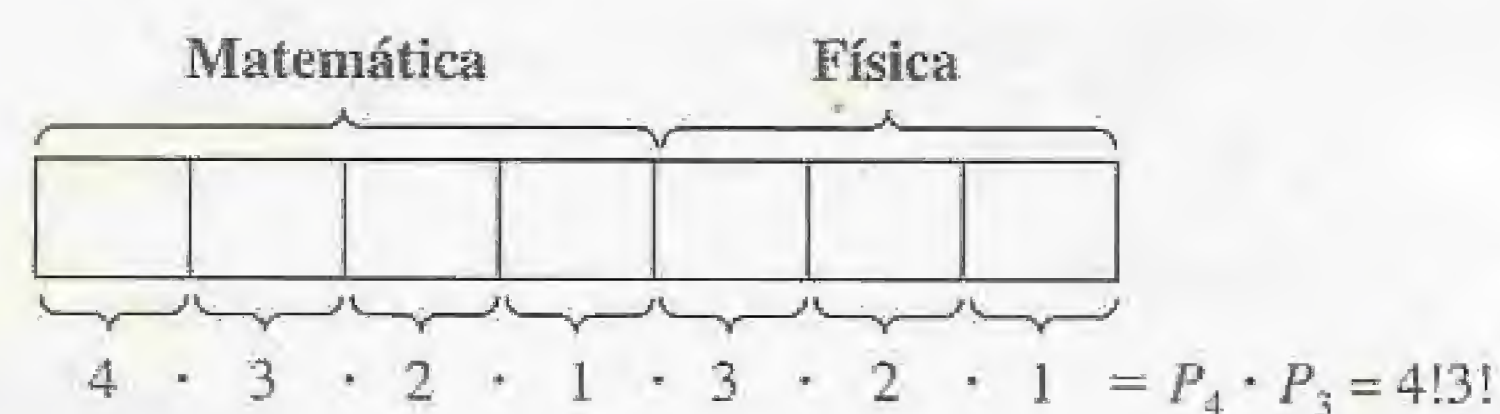 Matemática Física
4 · 3 · 2 · 1 · 3 · 2 · 1 = P₄ · P₃ = 4!3!